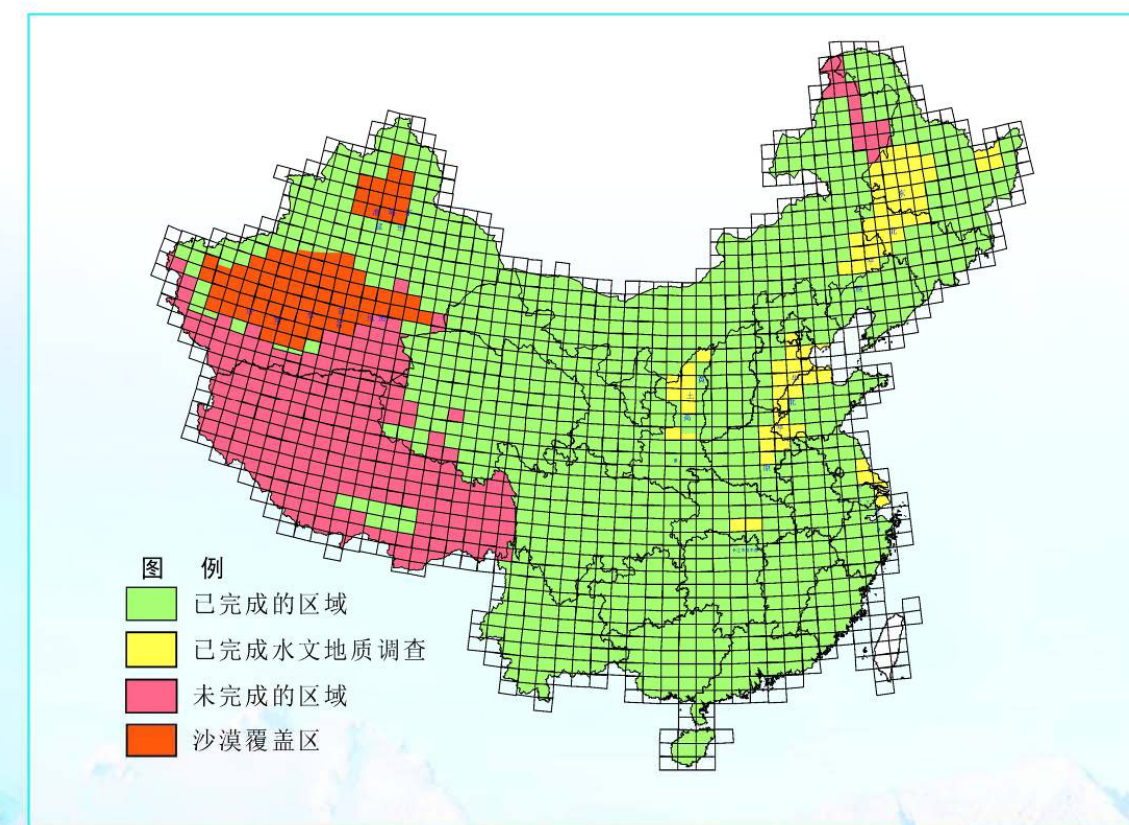 图 例
已完成的区域
已完成水文地质调查
未完成的区域
沙漠覆盖区